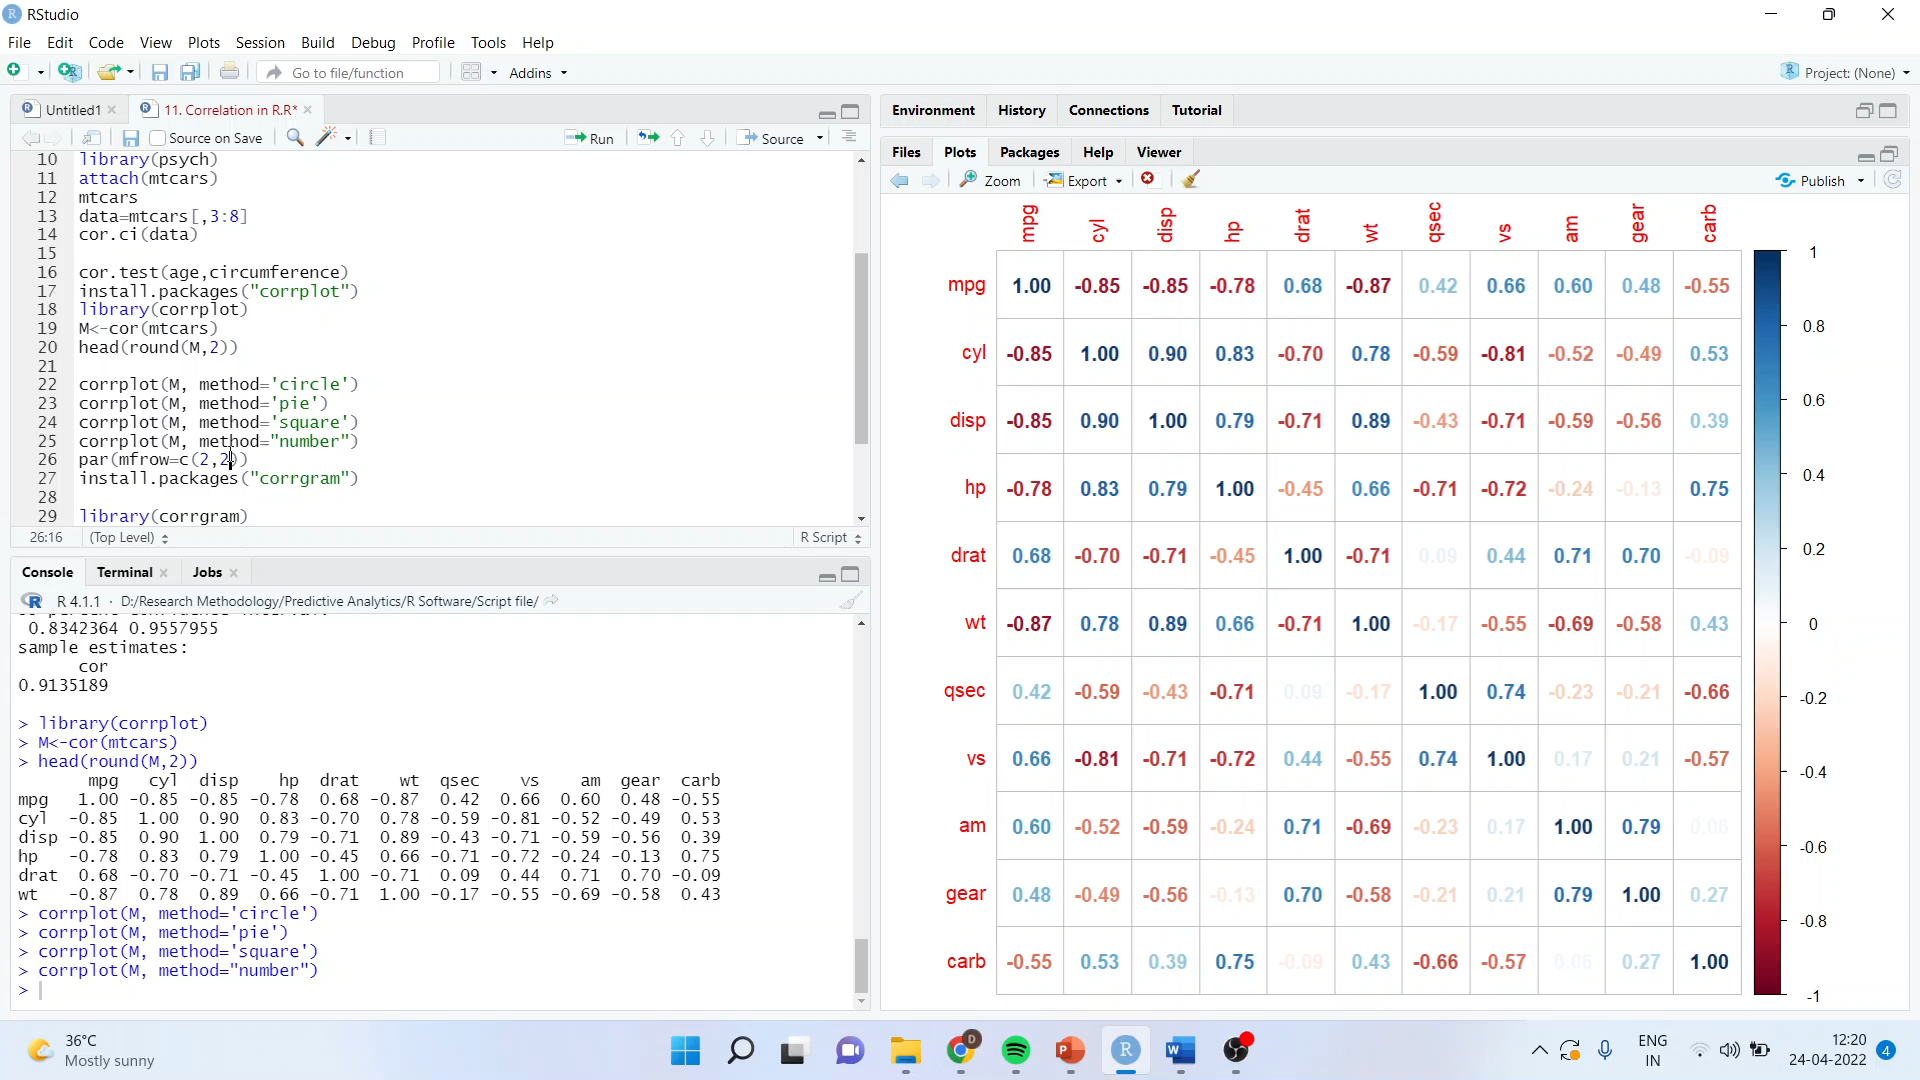 RStudio
File Edit Code View Plots Session Build Debug Profile Tools Help
Go to file/function Addins Project: (None)
Untitled1 11. Correlation in R.R*
Source on Save Run Source
10 library(psych)
11 attach(mtcars)
12 mtcars
13 data=mtcars[,3:8]
14 cor.ci(data)
15
16 cor.test(age,circumference)
17 install.packages("corrplot")
18 library(corrplot)
19 M<-cor(mtcars)
20 head(round(M,2))
21
22 corrplot(M, method='circle')
23 corrplot(M, method='pie')
24 corrplot(M, method='square')
25 corrplot(M, method="number")
26 par(mfrow=c(2,2))
27 install.packages("corrgram")
28
29 library(corrgram)
26:16 (Top Level) R Script
Console Terminal Jobs
R 4.1.1 · D:/Research Methodology/Predictive Analytics/R Software/Script file/
0.8342364 0.9557955
sample estimates:
cor
0.9135189
> library(corrplot)
> M<-cor(mtcars)
> head(round(M,2))
mpg cyl disp hp drat wt qsec vs am gear carb
mpg 1.00 -0.85 -0.85 -0.78 0.68 -0.87 0.42 0.66 0.60 0.48 -0.55
cyl -0.85 1.00 0.90 0.83 -0.70 0.78 -0.59 -0.81 -0.52 -0.49 0.53
disp -0.85 0.90 1.00 0.79 -0.71 0.89 -0.43 -0.71 -0.59 -0.56 0.39
hp -0.78 0.83 0.79 1.00 -0.45 0.66 -0.71 -0.72 -0.24 -0.13 0.75
drat 0.68 -0.70 -0.71 -0.45 1.00 -0.71 0.09 0.44 0.71 0.70 -0.09
wt -0.87 0.78 0.89 0.66 -0.71 1.00 -0.17 -0.55 -0.69 -0.58 0.43
> corrplot(M, method='circle')
> corrplot(M, method='pie')
> corrplot(M, method='square')
> corrplot(M, method="number")
>
Environment History Connections Tutorial
Files Plots Packages Help Viewer
Zoom Export Publish
mpg cyl disp hp drat wt qsec vs am gear carb
mpg 1.00 -0.85 -0.85 -0.78 0.68 -0.87 0.42 0.66 0.60 0.48 -0.55
cyl -0.85 1.00 0.90 0.83 -0.70 0.78 -0.59 -0.81 -0.52 -0.49 0.53
disp -0.85 0.90 1.00 0.79 -0.71 0.89 -0.43 -0.71 -0.59 -0.56 0.39
hp -0.78 0.83 0.79 1.00 -0.45 0.66 -0.71 -0.72 -0.24 -0.13 0.75
drat 0.68 -0.70 -0.71 -0.45 1.00 -0.71 0.09 0.44 0.71 0.70 -0.09
wt -0.87 0.78 0.89 0.66 -0.71 1.00 -0.17 -0.55 -0.69 -0.58 0.43
qsec 0.42 -0.59 -0.43 -0.71 0.09 -0.17 1.00 0.74 -0.23 -0.21 -0.66
vs 0.66 -0.81 -0.71 -0.72 0.44 -0.55 0.74 1.00 0.17 0.21 -0.57
am 0.60 -0.52 -0.59 -0.24 0.71 -0.69 -0.23 0.17 1.00 0.79 0.06
gear 0.48 -0.49 -0.56 -0.13 0.70 -0.58 -0.21 0.21 0.79 1.00 0.27
carb -0.55 0.53 0.39 0.75 -0.09 0.43 -0.66 -0.57 0.06 0.27 1.00
1
0.8
0.6
0.4
0.2
0
-0.2
-0.4
-0.6
-0.8
-1
36°C
Mostly sunny
D
ENG
IN
12:20
24-04-2022
4